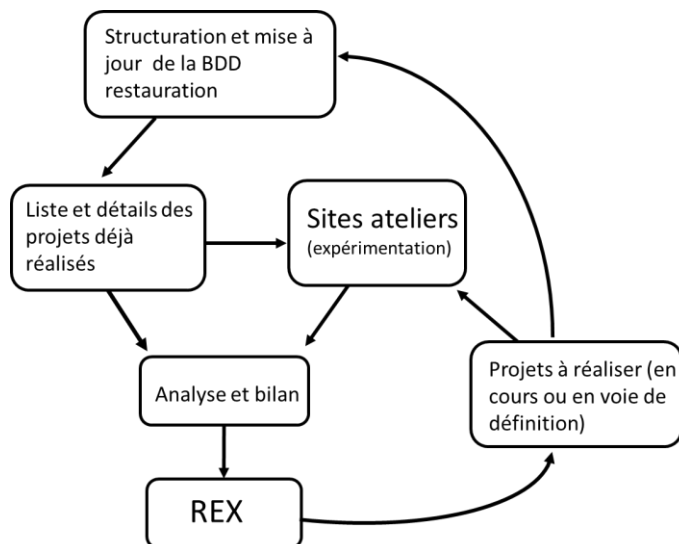 Structuration et mise à
jour de la BDD
restauration
Liste et détails des
projets déjà
réalisés
Sites ateliers
(expérimentation)
Analyse et bilan
Projets à réaliser (en
cours ou en voie de
définition)
REX